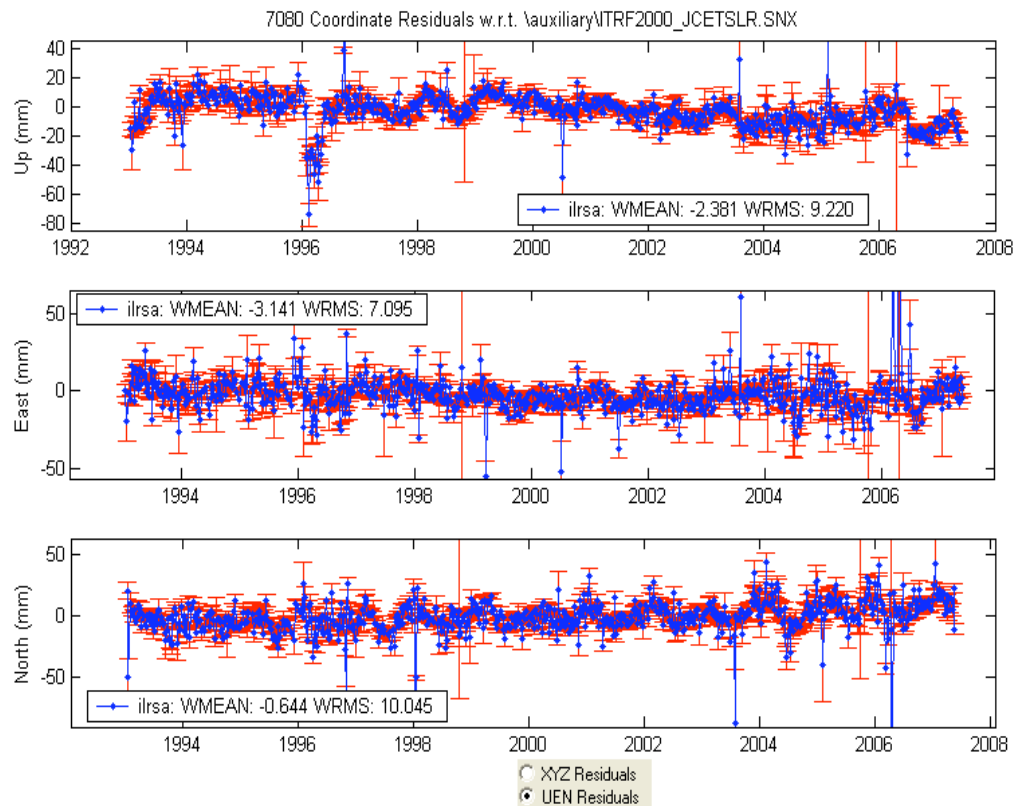 7080 Coordinate Residuals w.r.t. \auxiliary\ITRF2000_JCETSLR.SNX
Up (mm)
40
20
0
-20
-40
-60
-80
ilrsa: WMEAN: -2.381 WRMS: 9.220
1992 1994 1996 1998 2000 2002 2004 2006 2008
East (mm)
50
0
-50
ilrsa: WMEAN: -3.141 WRMS: 7.095
1994 1996 1998 2000 2002 2004 2006
North (mm)
50
0
-50
ilrsa: WMEAN: -0.644 WRMS: 10.045
1994 1996 1998 2000 2002 2004 2006 2008
XYZ Residuals
UEN Residuals